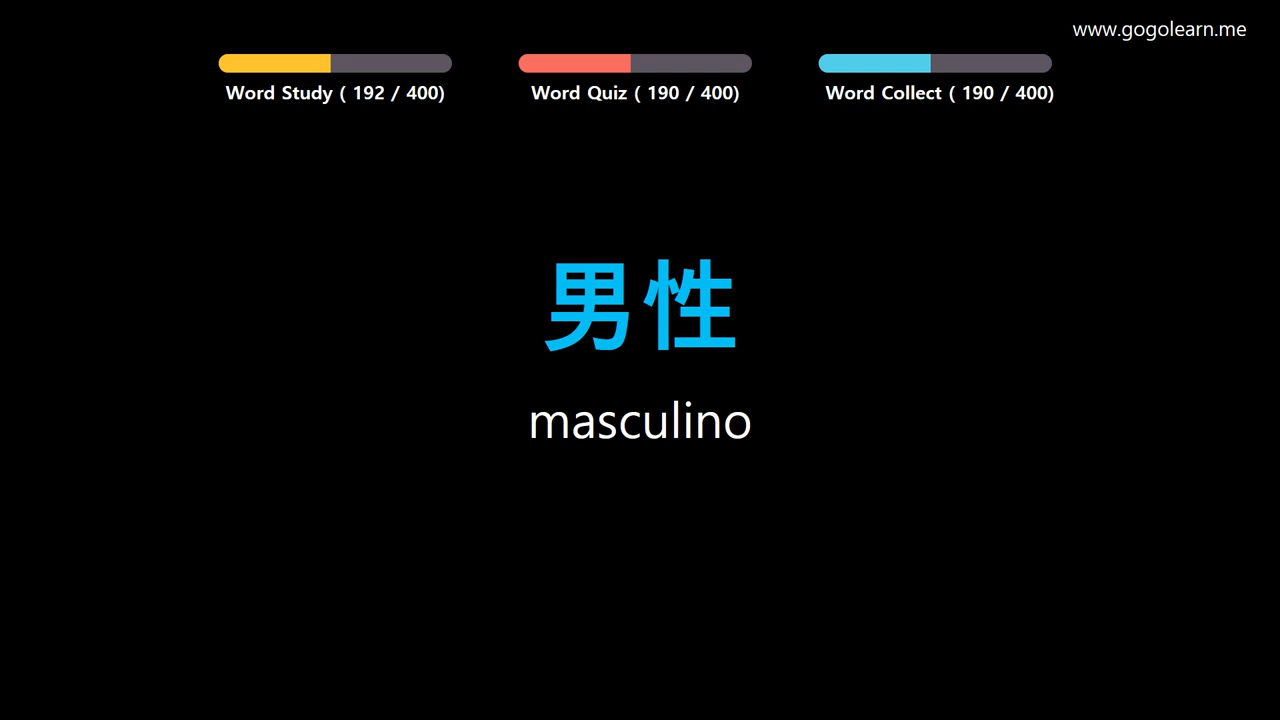 www.gogolearn.me
Word Study ( 192 / 400) Word Quiz ( 190 / 400) Word Collect ( 190 / 400)
男性
masculino